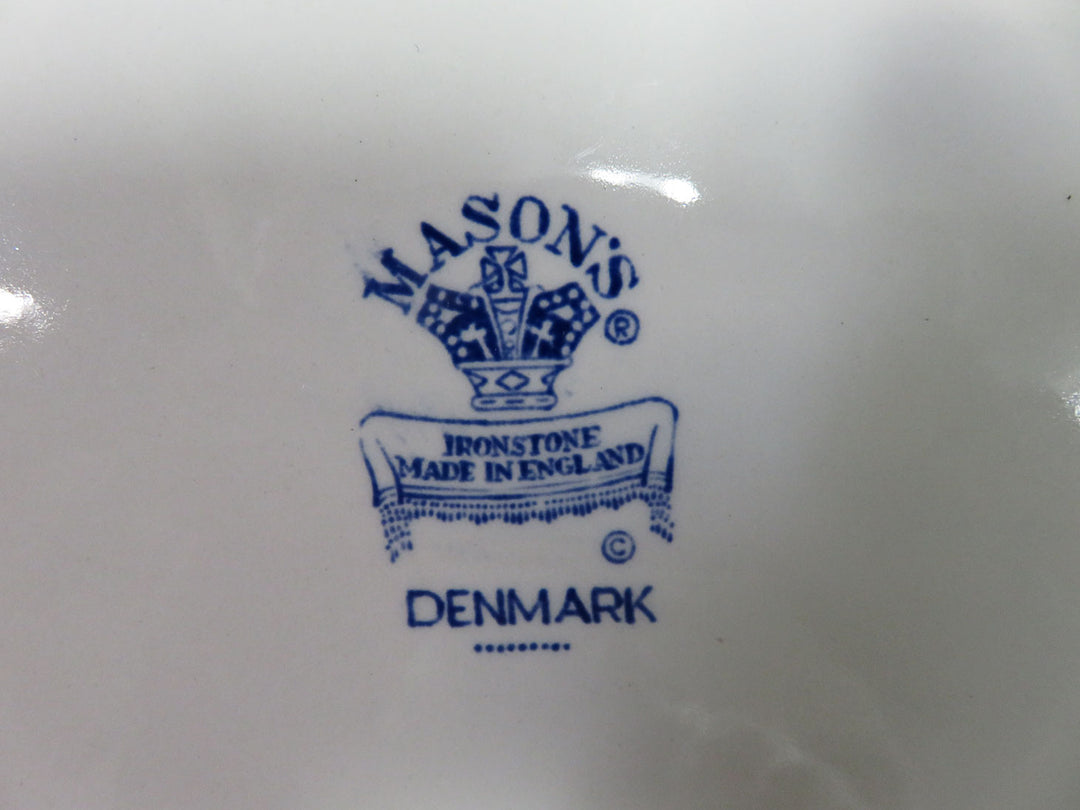 MASON'S
®
IRONSTONE
MADE IN ENGLAND
©
DENMARK